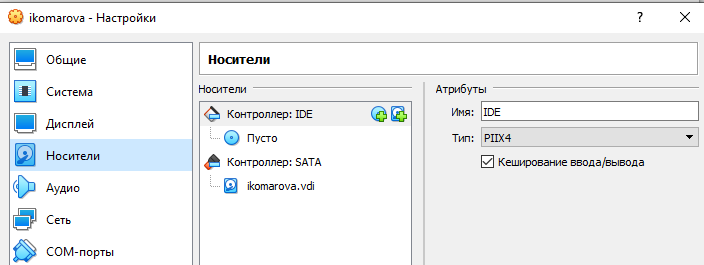 ikomarova - Настройки
Общие
Система
Дисплей
Носители
Аудио
Сеть
COM-порты
Носители
Носители
Контроллер: IDE
Пусто
Контроллер: SATA
ikomarova.vdi
Атрибуты
Имя: IDE
Тип: PIIX4
Кеширование ввода/вывода